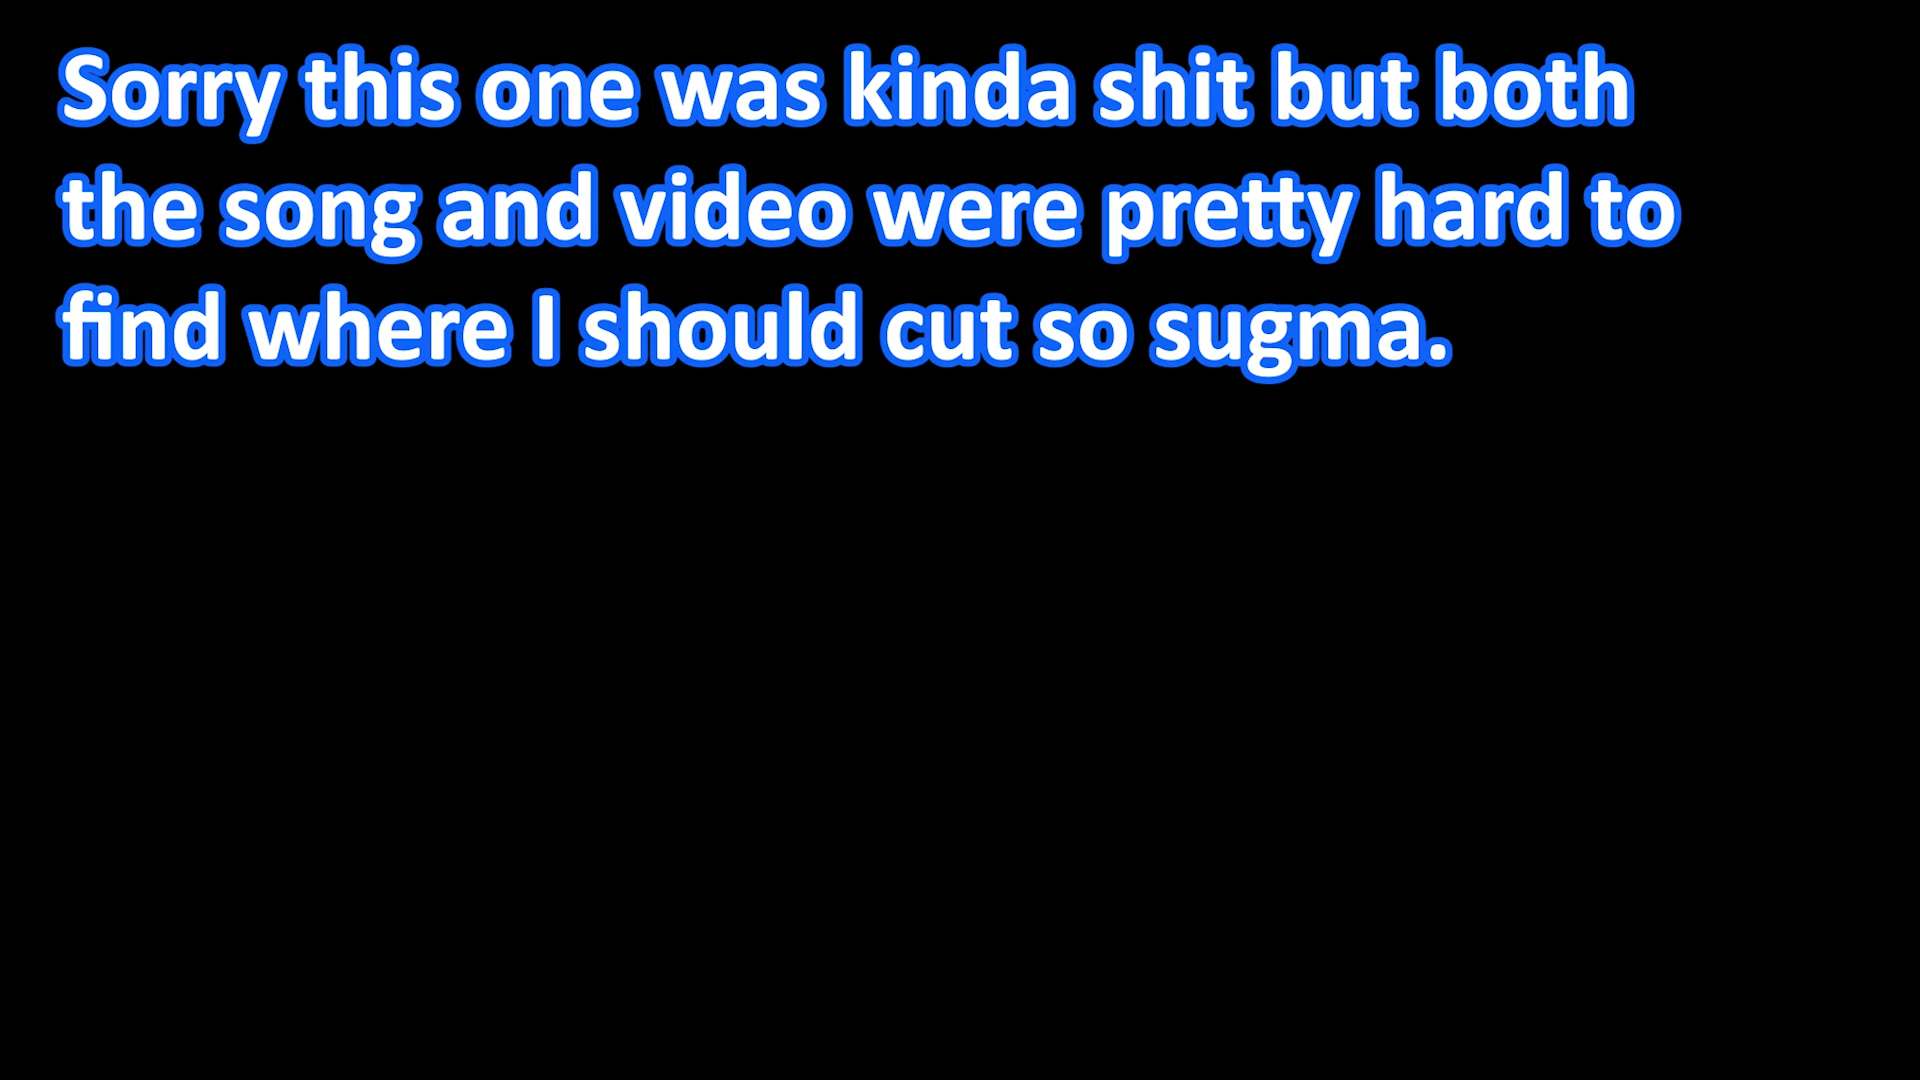 Sorry this one was kinda shit but both
the song and video were pretty hard to
find where I should cut so sugma.